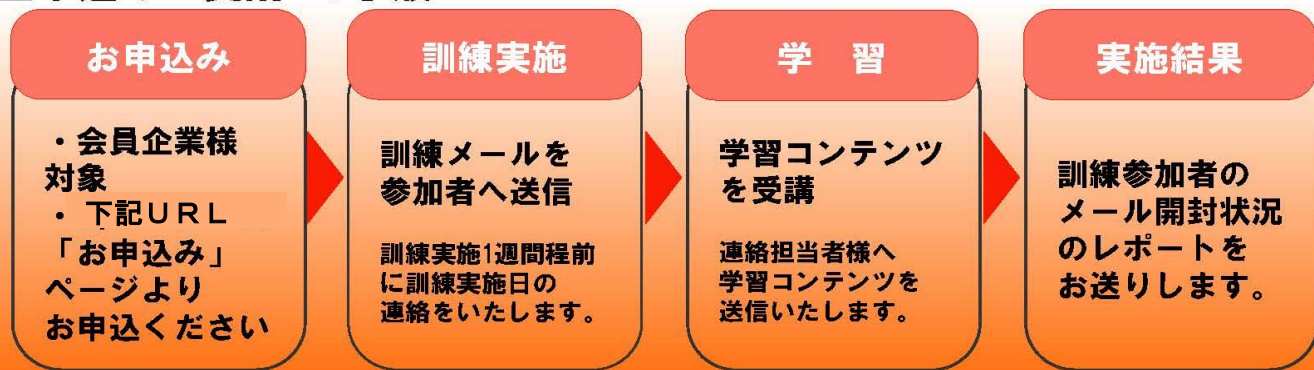 お申込み
・会員企業様
対象
・下記ＵＲＬ
「お申込み」
ページより
お申込ください
訓練実施
訓練メールを
参加者へ送信
訓練実施1週間程前
に訓練実施日の
連絡をいたします。
学 習
学習コンテンツ
を受講
連絡担当者様へ
学習コンテンツを
送信いたします。
実施結果
訓練参加者の
メール開封状況
のレポートを
お送りします。